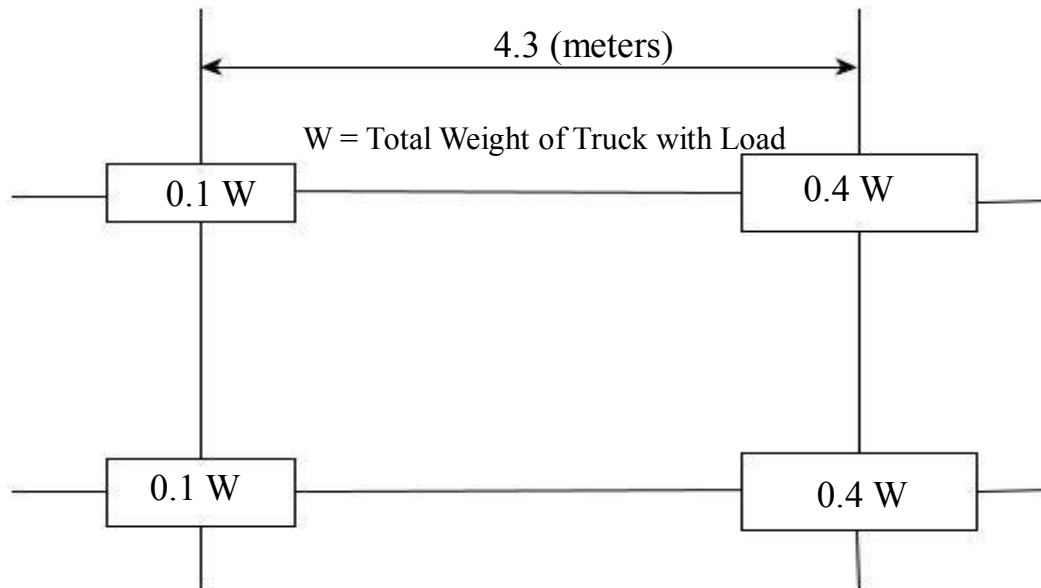 4.3 (meters)
W = Total Weight of Truck with Load
0.1 W
0.4 W
0.1 W
0.4 W